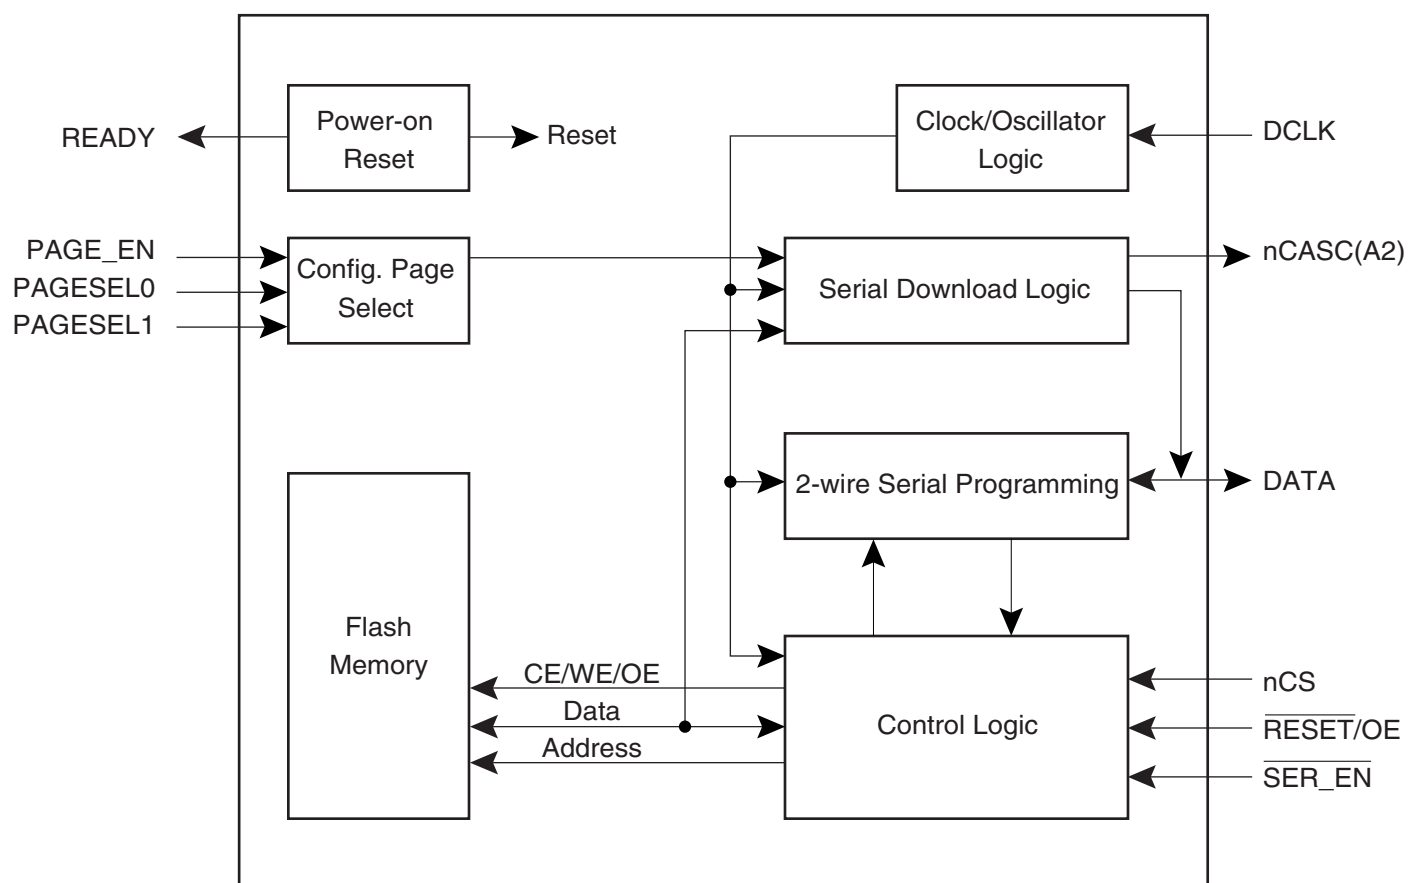 READY
Power-on
Reset
Reset
Clock/Oscillator
Logic
DCLK
PAGE_EN
PAGESEL0
PAGESEL1
Config. Page
Select
Serial Download Logic
nCASC(A2)
2-wire Serial Programming
DATA
Flash
Memory
CE/WE/OE
Data
Address
Control Logic
nCS
RESET/OE
SER_EN